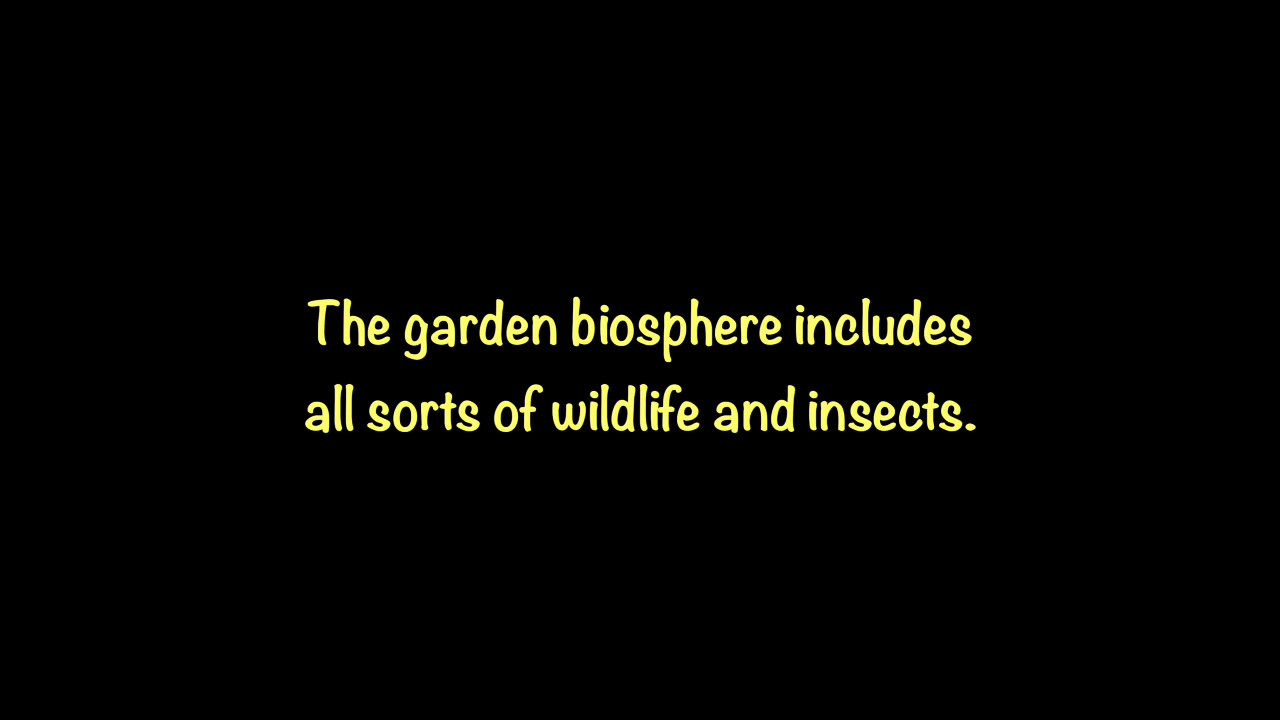 The garden biosphere includes
all sorts of wildlife and insects.